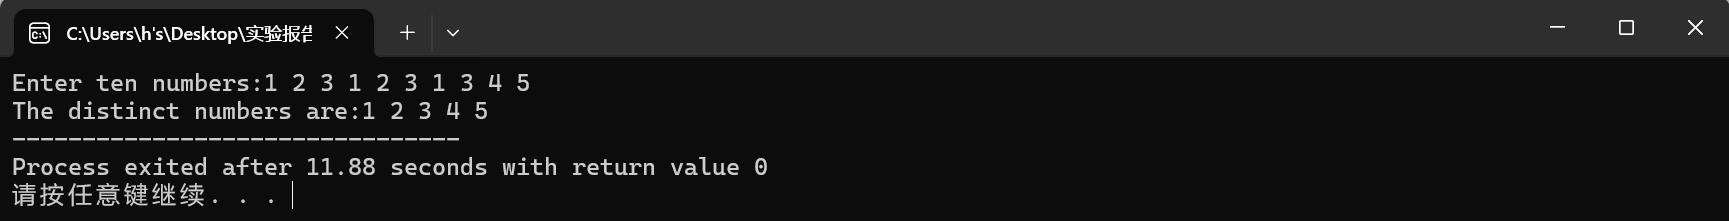 C:\Users\h's\Desktop\实验报告
Enter ten numbers:1 2 3 1 2 3 1 3 4 5
The distinct numbers are:1 2 3 4 5
--------------------------------
Process exited after 11.88 seconds with return value 0
请按任意键继续. . .